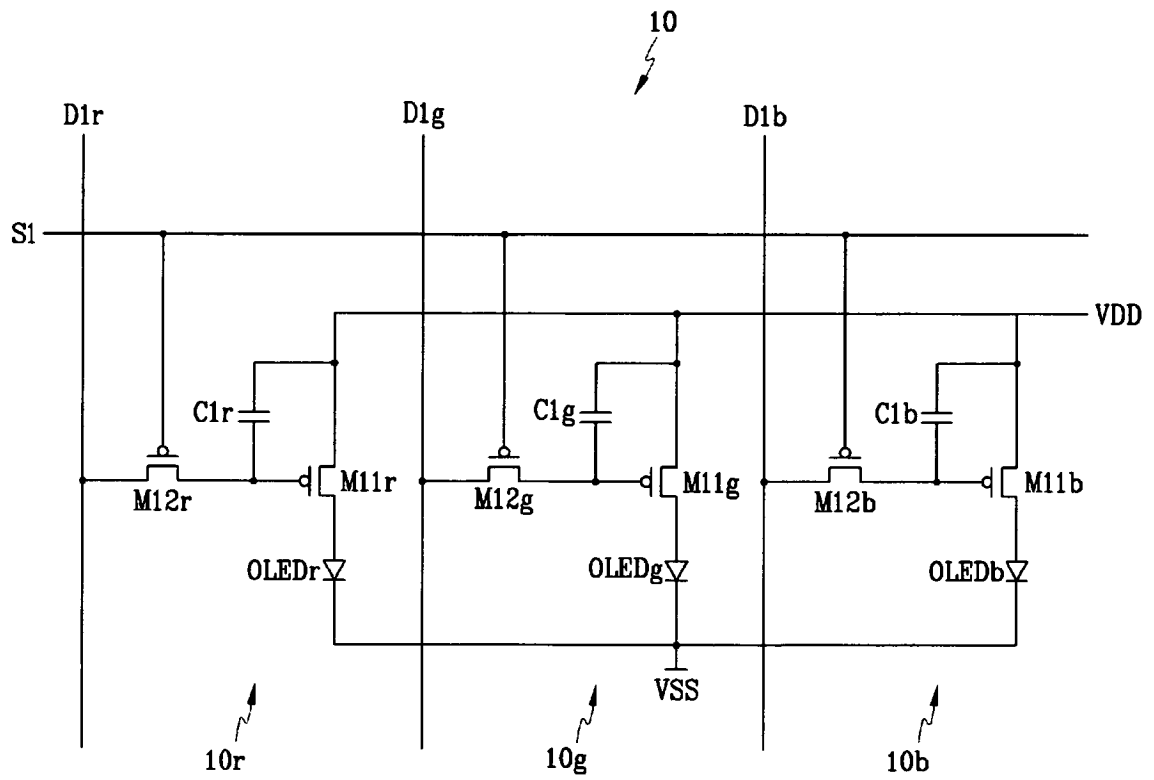 10
D1r
D1g
D1b
S1
VDD
C1r
C1g
C1b
M12r
M11r
M12g
M11g
M12b
M11b
OLEDr
OLEDg
OLEDb
VSS
10r
10g
10b